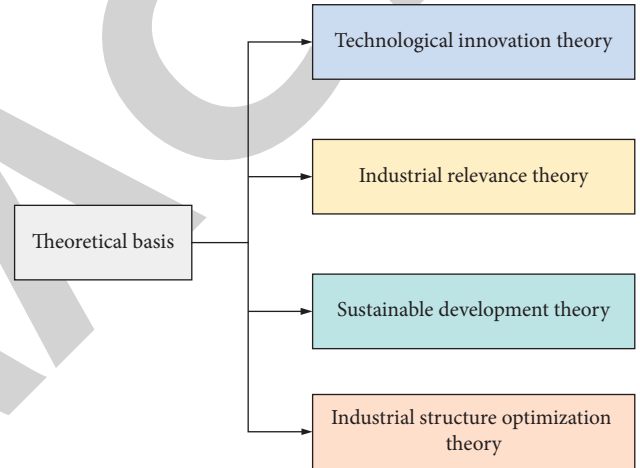 Technological innovation theory
Industrial relevance theory
Theoretical basis
Sustainable development theory
Industrial structure optimization
theory